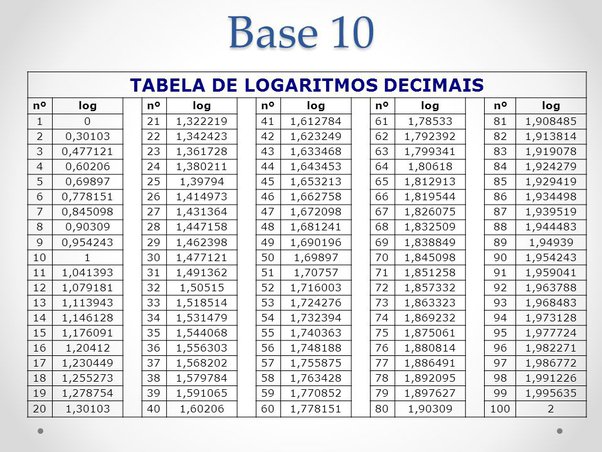 Base 10
TABELA DE LOGARITMOS DECIMAIS
nº log nº log nº log nº log nº log
1 0 21 1,322219 41 1,612784 61 1,78533 81 1,908485
2 0,30103 22 1,342423 42 1,623249 62 1,792392 82 1,913814
3 0,477121 23 1,361728 43 1,633468 63 1,799341 83 1,919078
4 0,60206 24 1,380211 44 1,643453 64 1,80618 84 1,924279
5 0,69897 25 1,39794 45 1,653213 65 1,812913 85 1,929419
6 0,778151 26 1,414973 46 1,662758 66 1,819544 86 1,934498
7 0,845098 27 1,431364 47 1,672098 67 1,826075 87 1,939519
8 0,90309 28 1,447158 48 1,681241 68 1,832509 88 1,944483
9 0,954243 29 1,462398 48 1,690196 69 1,838849 89 1,94939
10 1 30 1,477121 50 1,69897 70 1,845098 90 1,954243
11 1,041393 31 1,491362 51 1,70757 71 1,851258 91 1,959041
12 1,079181 32 1,50515 52 1,716003 72 1,857332 92 1,963788
13 1,113943 33 1,518514 53 1,724276 73 1,863323 93 1,968483
14 1,146128 34 1,531479 54 1,732394 74 1,869232 94 1,973128
15 1,176091 35 1,544068 55 1,740363 75 1,875061 95 1,977724
16 1,20412 36 1,556303 56 1,748188 76 1,880814 96 1,982271
17 1,230449 37 1,568202 57 1,755875 77 1,886491 97 1,986772
18 1,255273 38 1,579784 58 1,763428 78 1,892095 98 1,991226
19 1,278754 39 1,591065 59 1,770852 79 1,897627 99 1,995635
20 1,30103 40 1,60206 60 1,778151 80 1,90309 100 2